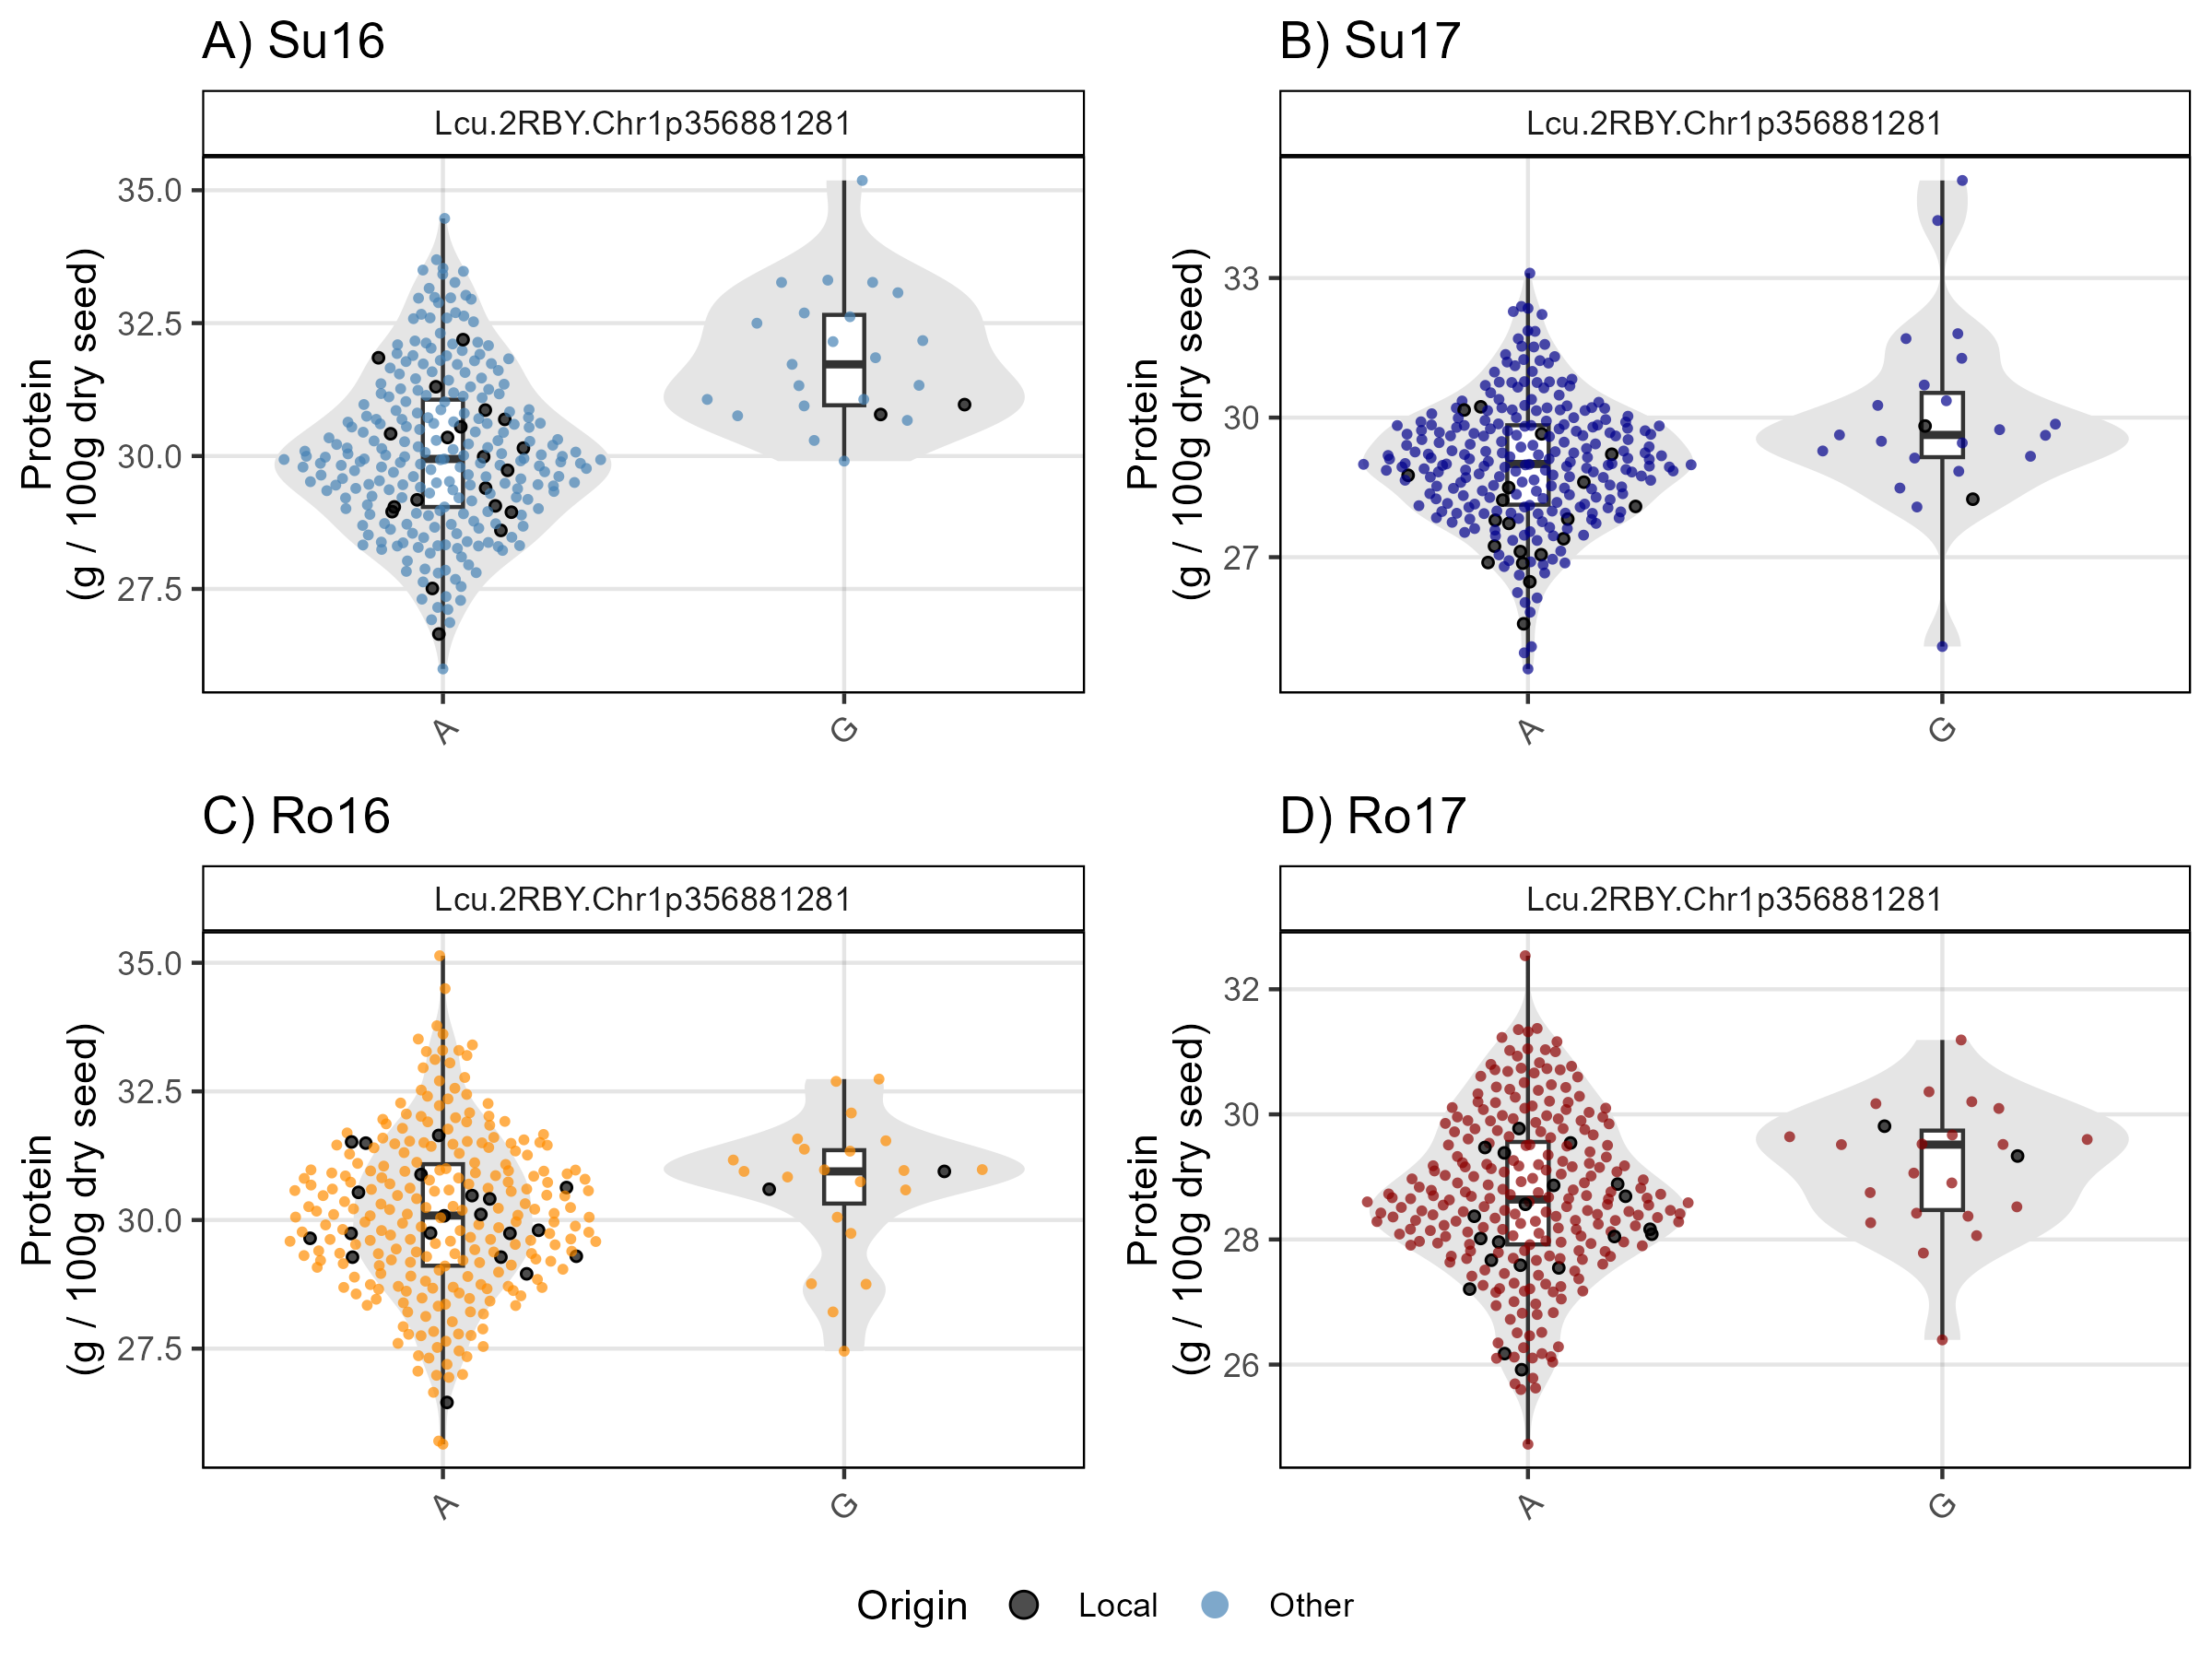 A) Su16
Lcu.2RBY.Chr1p356881281
Protein
(g / 100g dry seed)
35.0
32.5
30.0
27.5
A
G
B) Su17
Lcu.2RBY.Chr1p356881281
Protein
(g / 100g dry seed)
33
30
27
A
G
C) Ro16
Lcu.2RBY.Chr1p356881281
Protein
(g / 100g dry seed)
35.0
32.5
30.0
27.5
A
G
D) Ro17
Lcu.2RBY.Chr1p356881281
Protein
(g / 100g dry seed)
32
30
28
26
A
G
Origin Local Other